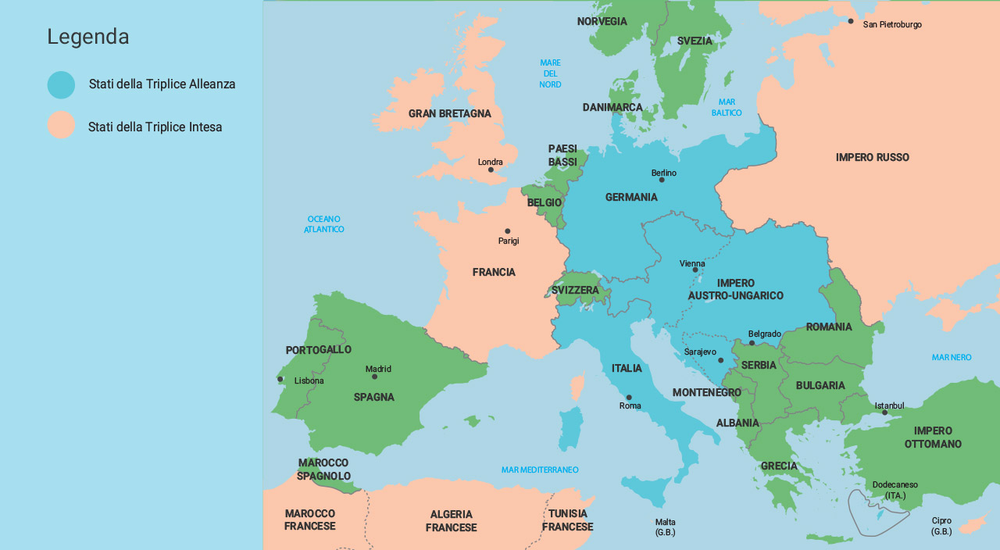 Legenda
Stati della Triplice Alleanza
Stati della Triplice Intesa
NORVEGIA
SVEZIA
San Pietroburgo
MARE
DEL
NORD
DANIMARCA
MAR
BALTICO
GRAN BRETAGNA
PAESI
BASSI
IMPERO RUSSO
Londra
Berlino
GERMANIA
BELGIO
OCEANO
ATLANTICO
Parigi
FRANCIA
Vienna
IMPERO
AUSTRO-UNGARICO
SVIZZERA
ROMANIA
Belgrado
PORTOGALLO
Sarajevo
MAR NERO
Madrid
ITALIA
SERBIA
Lisbona
BULGARIA
SPAGNA
MONTENEGRO
Roma
Istanbul
ALBANIA
IMPERO
OTTOMANO
MAROCCO
SPAGNOLO
MAR MEDITERRANEO
GRECIA
Dodecaneso
(ITA.)
MAROCCO
FRANCESE
ALGERIA
FRANCESE
TUNISIA
FRANCESE
Malta
(G.B.)
Cipro
(G.B.)